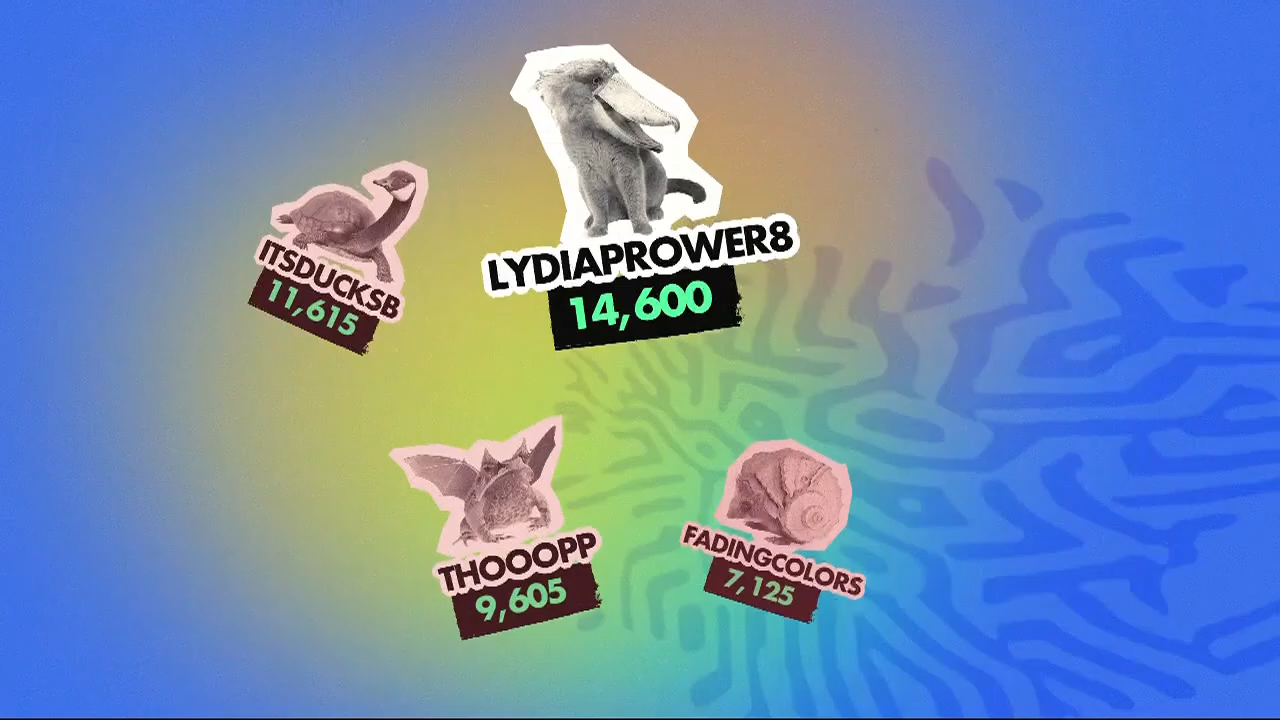 LYDIAPROWER8
14,600
ITSDUCKSB
11,615
THOOOPP
9,605
FADINGCOLORS
7,125